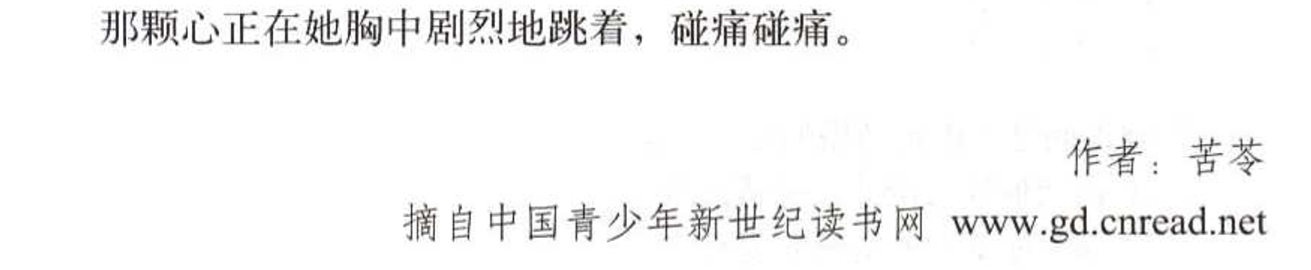 那颗心正在她胸中剧烈地跳着，碰痛碰痛。
作者：苦苓
摘自中国青少年新世纪读书网 www.gd.cnread.net